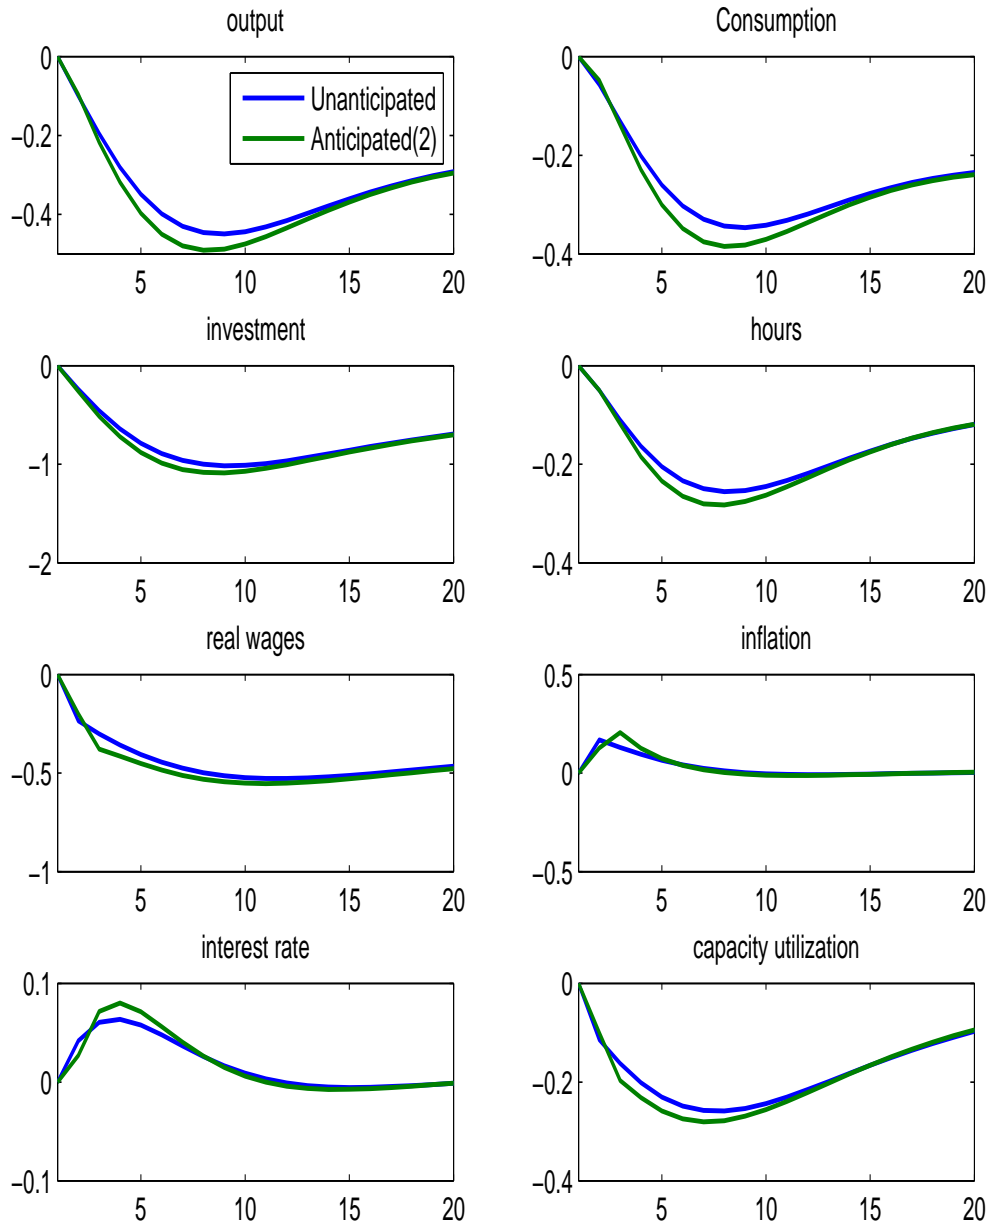 output
0
−0.2
−0.4
5 10 15 20
Unanticipated
Anticipated(2)
Consumption
0
−0.2
−0.4
5 10 15 20
investment
0
−1
−2
5 10 15 20
hours
0
−0.2
−0.4
5 10 15 20
real wages
0
−0.5
−1
5 10 15 20
inflation
0.5
0
−0.5
5 10 15 20
interest rate
0.1
0
−0.1
5 10 15 20
capacity utilization
0
−0.2
−0.4
5 10 15 20